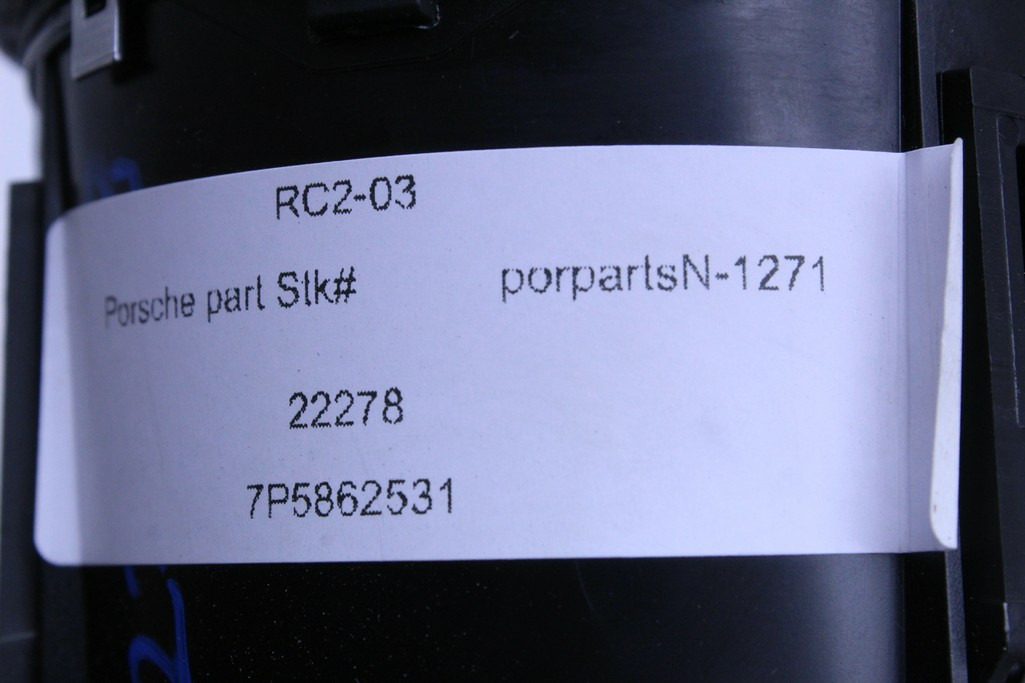 RC2-03
Porsche part Stk# porpartsN-1271
22278
7P5862531